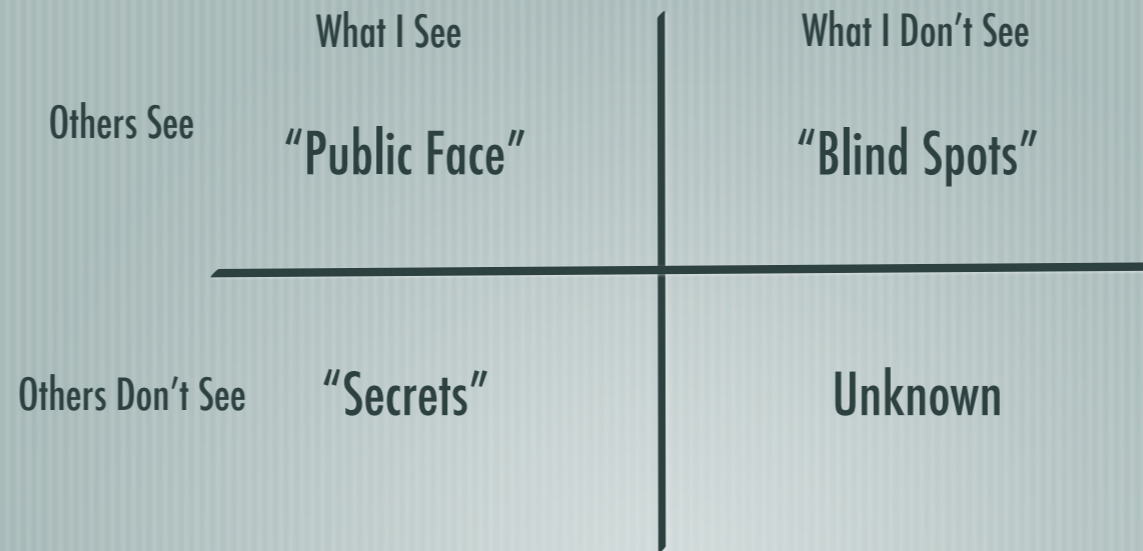 What I See
What I Don't See
Others See
“Public Face”
“Blind Spots”
Others Don't See
“Secrets”
Unknown